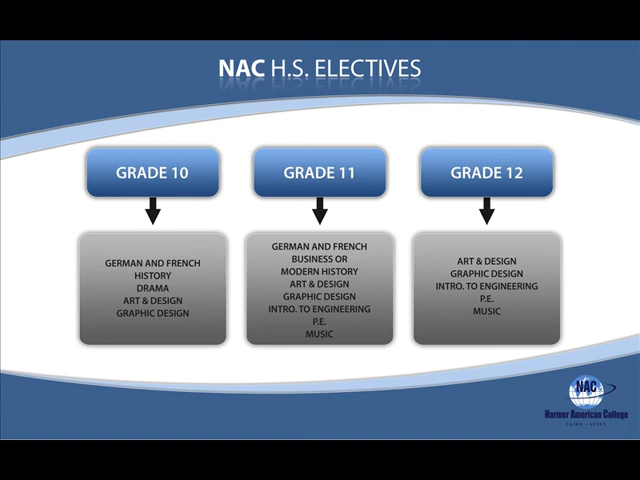 NAC H.S. ELECTIVES
GRADE 10
GERMAN AND FRENCH
HISTORY
DRAMA
ART & DESIGN
GRAPHIC DESIGN
GRADE 11
GERMAN AND FRENCH
BUSINESS OR
MODERN HISTORY
ART & DESIGN
GRAPHIC DESIGN
INTRO. TO ENGINEERING
P.E.
MUSIC
GRADE 12
ART & DESIGN
GRAPHIC DESIGN
INTRO. TO ENGINEERING
P.E.
MUSIC
NAC
Narmer American College
CAIRO - EGYPT